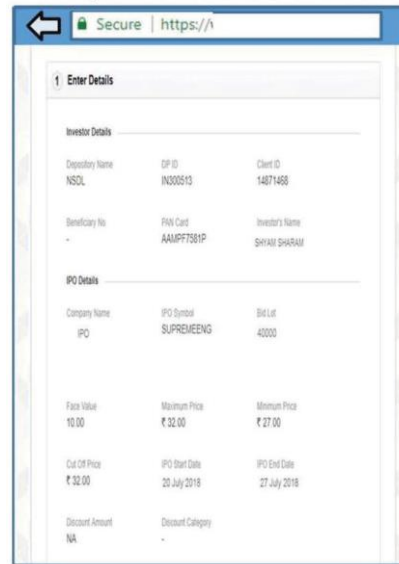 Secure | https://
1 Enter Details
Investor Details
Depository Name DP ID Client ID
NSDL IN300513 14871468
Beneficiary No PAN Card Investor's Name
- AAMPF7581P SHYAM SHARAM
IPO Details
Company Name IPO Symbol Bid Lot
IPO SUPREMEENG 40000
Face Value Maximum Price Minimum Price
10.00 ₹ 32.00 ₹ 27.00
Cut Off Price IPO Start Date IPO End Date
₹ 32.00 20 July 2018 27 July 2018
Discount Amount Discount Category
NA -